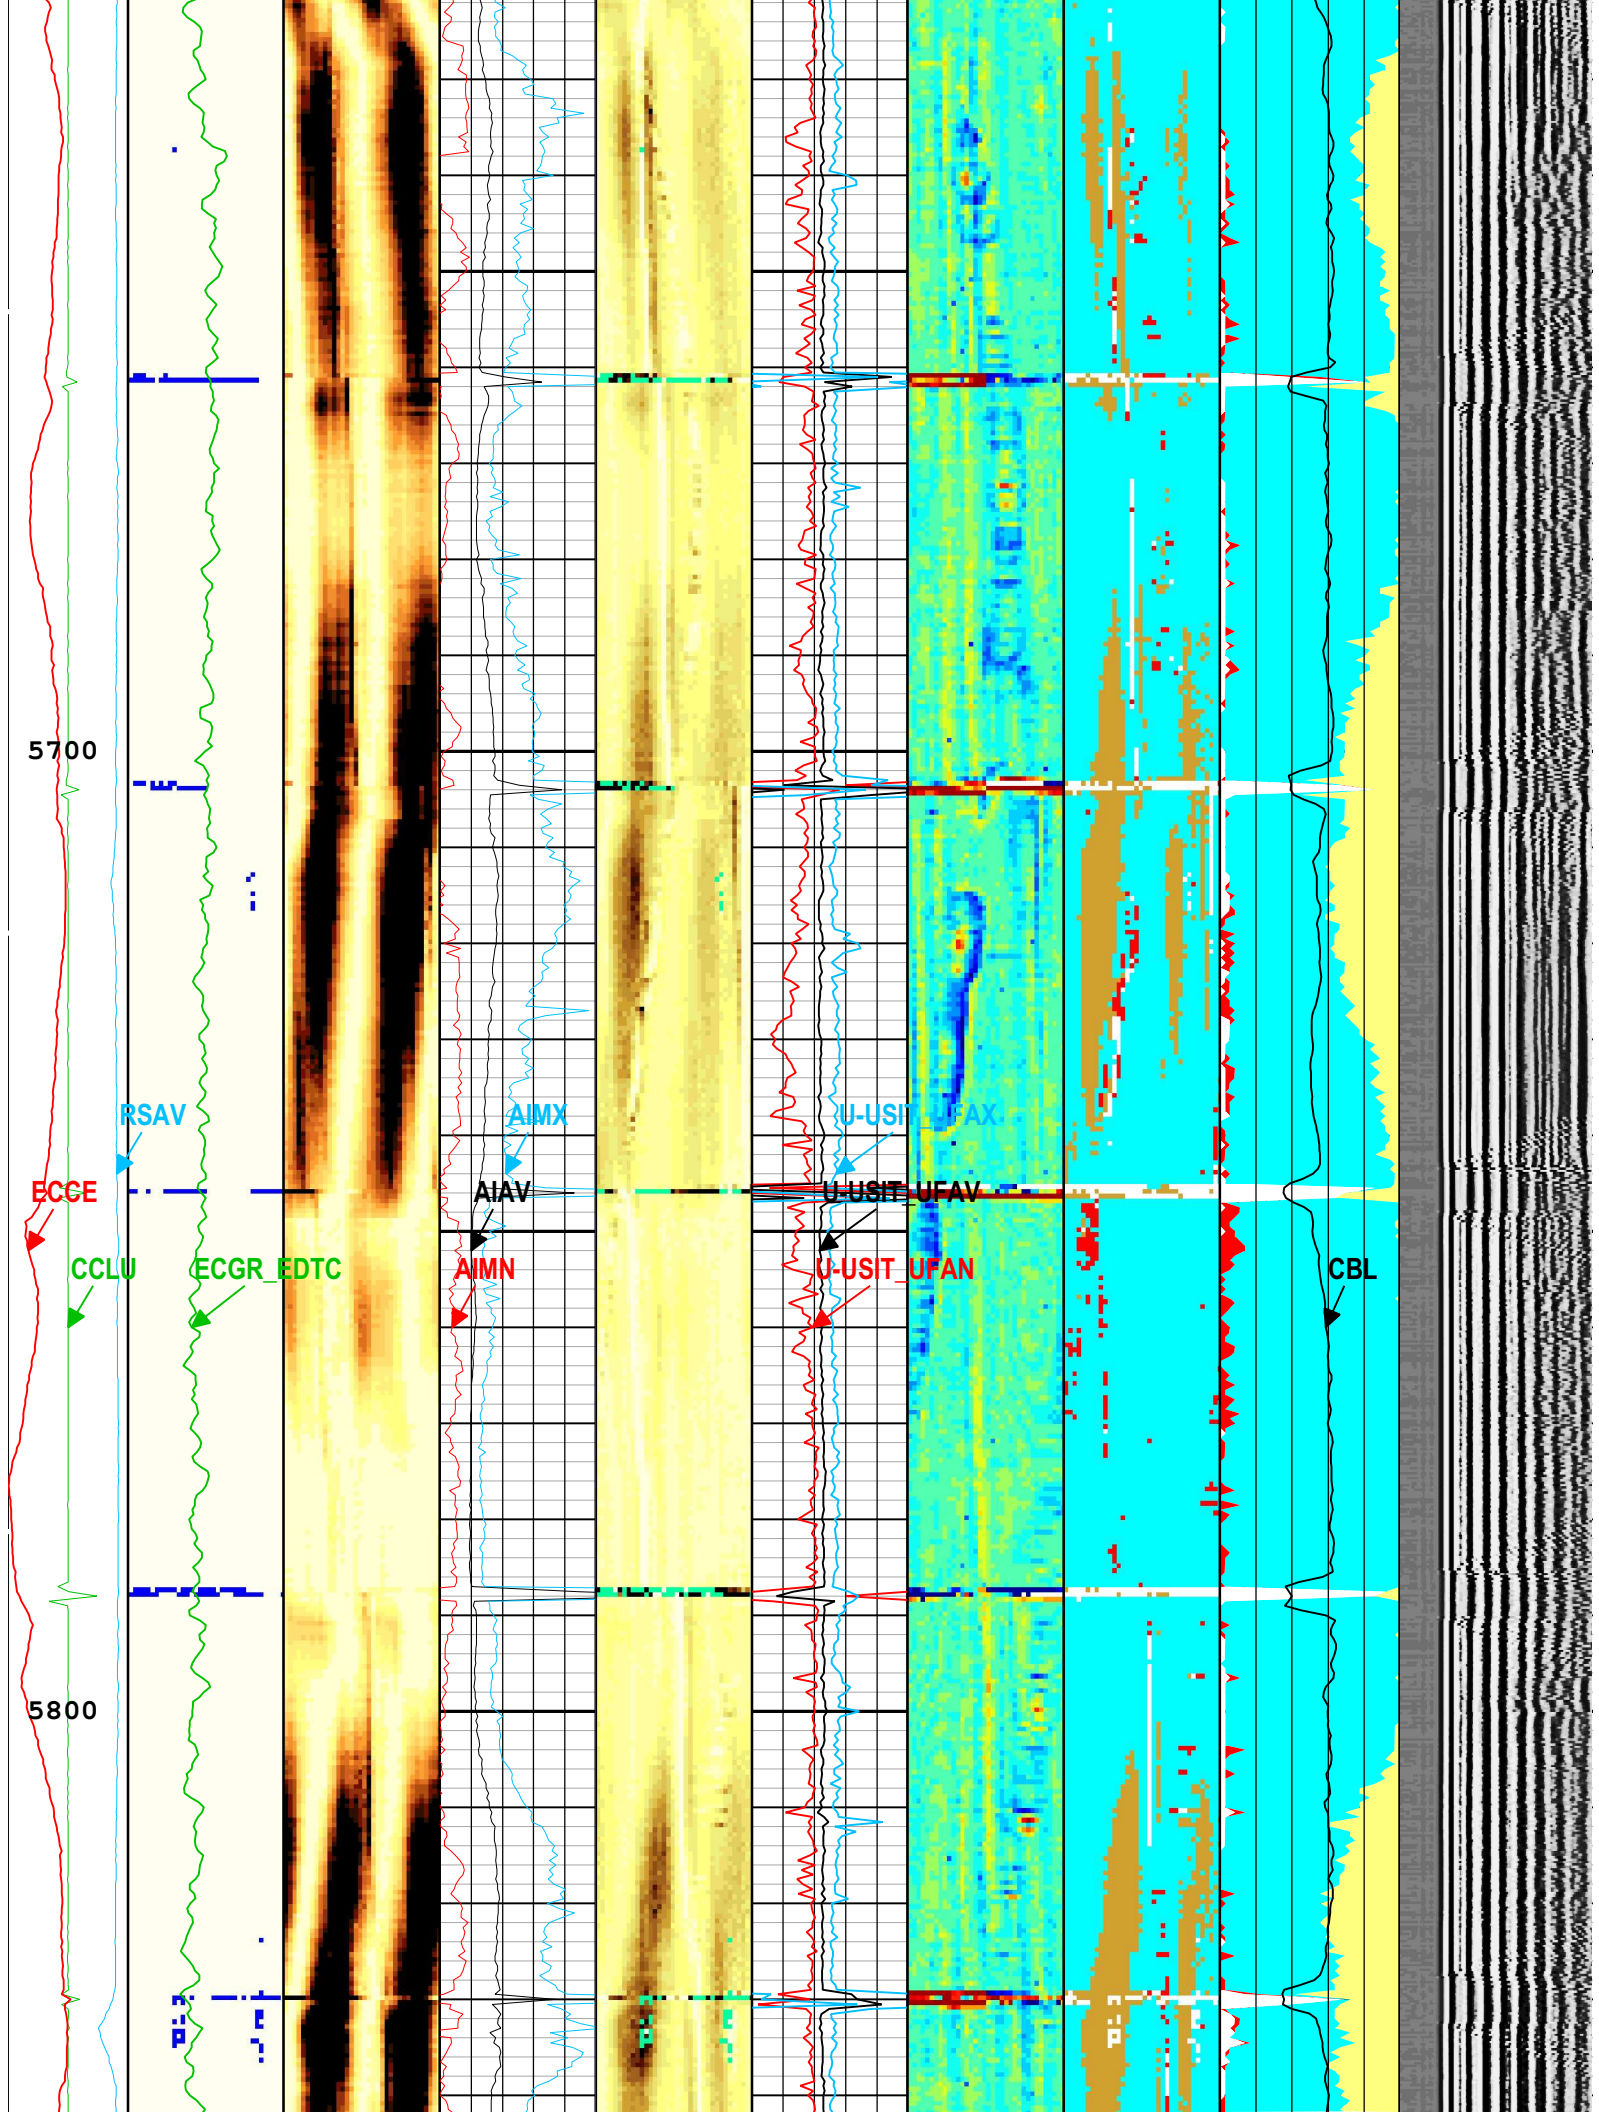 5700
RSAV AIMX U-USIT_UFAX
ECCE AIAV U-USIT_UFAV
CCLU ECGR_EDTC AIMN U-USIT_UFAN CBL
5800